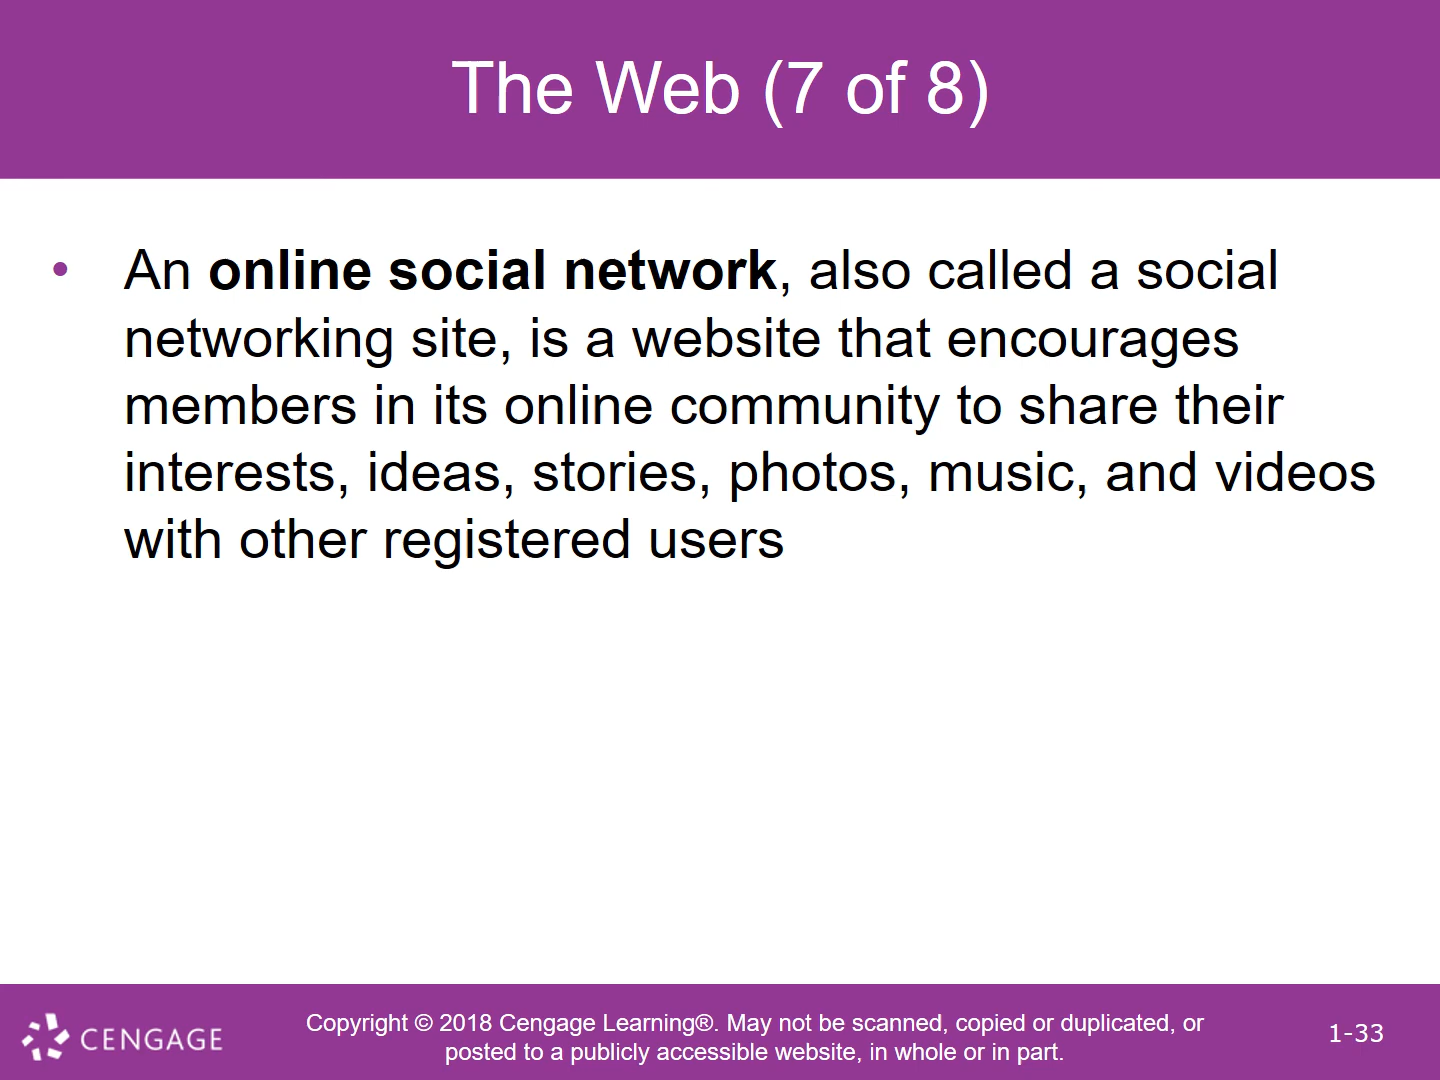 The Web (7 of 8)
• An online social network, also called a social
networking site, is a website that encourages
members in its online community to share their
interests, ideas, stories, photos, music, and videos
with other registered users
CENGAGE
Copyright © 2018 Cengage Learning®. May not be scanned, copied or duplicated, or
posted to a publicly accessible website, in whole or in part.
1-33